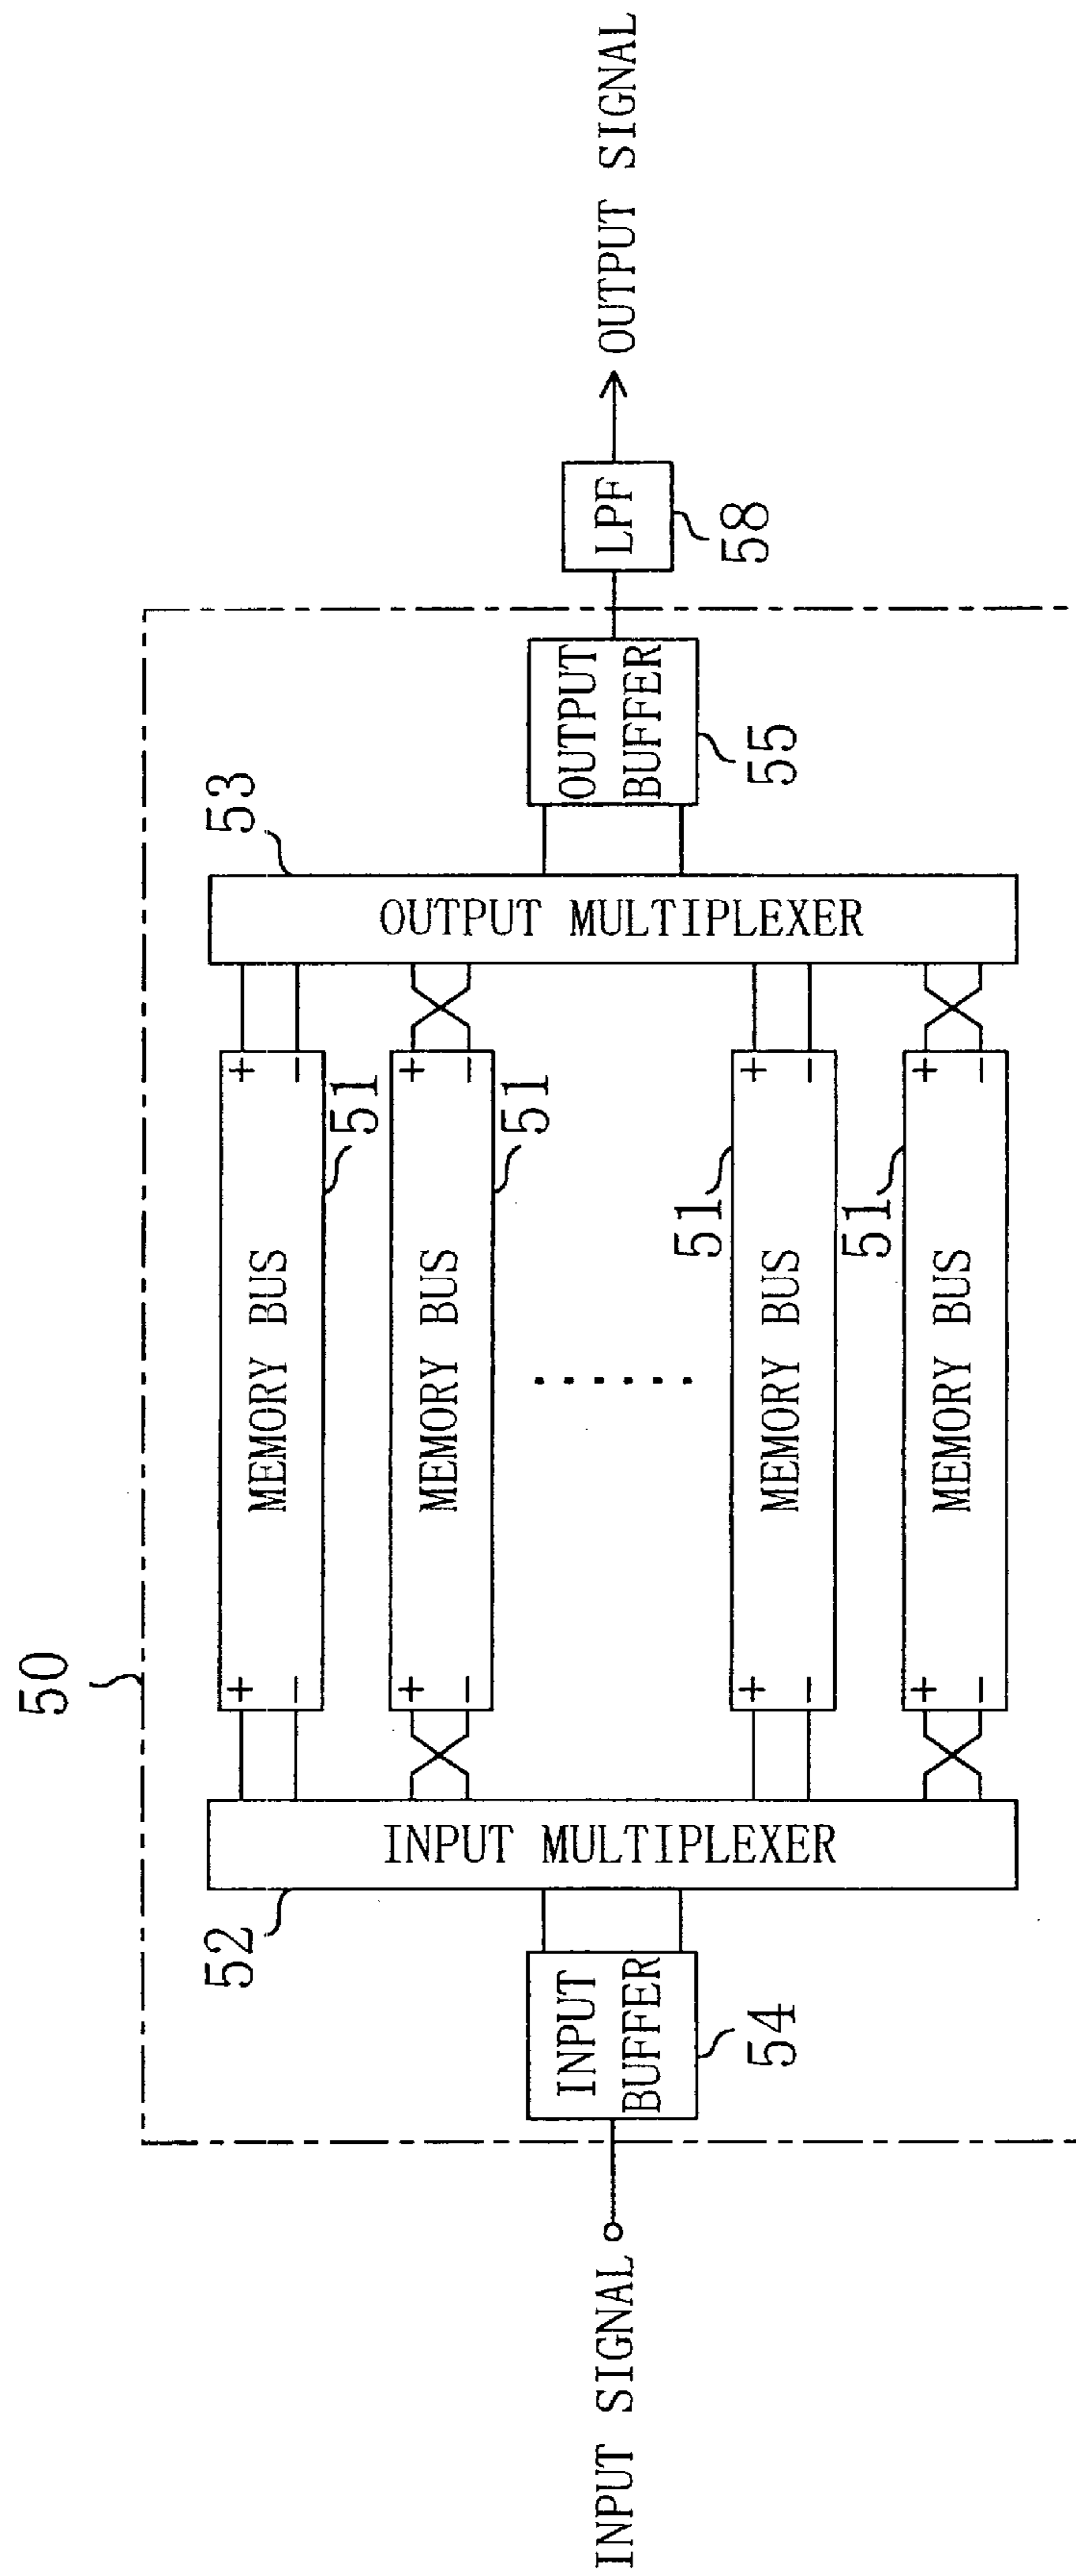 50
INPUT SIGNAL
INPUT
BUFFER
54
52
INPUT MULTIPLEXER
+ MEMORY BUS +
− −
51
+ MEMORY BUS +
− −
51
.......
+ MEMORY BUS +
− −
51
+ MEMORY BUS +
− −
51
53
OUTPUT MULTIPLEXER
OUTPUT
BUFFER
55
LPF
58
OUTPUT SIGNAL